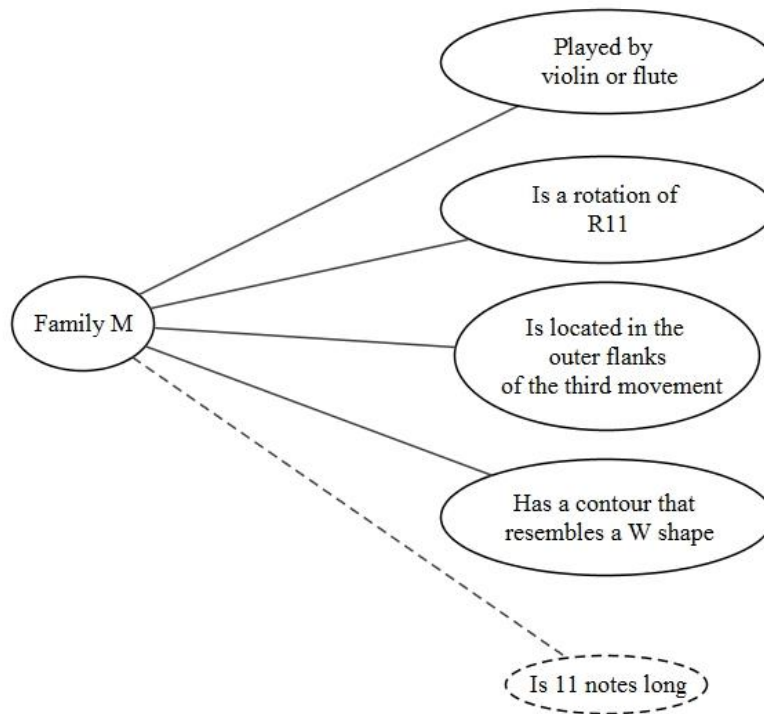 Played by
violin or flute
Is a rotation of
R11
Family M
Is located in the
outer flanks
of the third movement
Has a contour that
resembles a W shape
Is 11 notes long